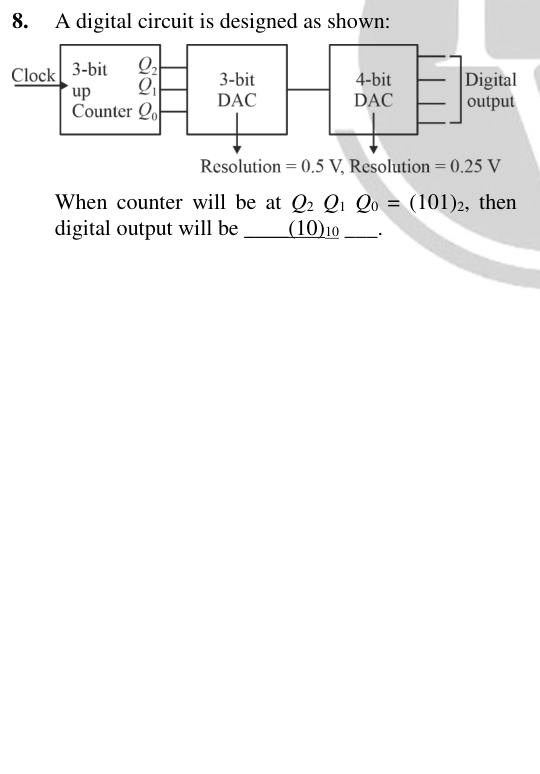 8. A digital circuit is designed as shown:
Clock
3-bit
up
Counter
Q₂
Q₁
Q₀
3-bit
DAC
4-bit
DAC
Digital
output
Resolution = 0.5 V, Resolution = 0.25 V
When counter will be at Q₂ Q₁ Q₀ = (101)₂, then
digital output will be ____(10)₁₀ ___.